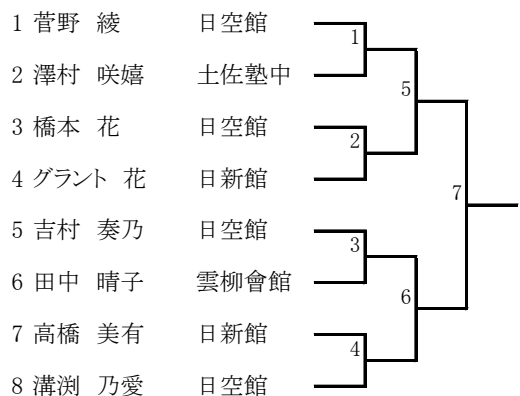 1 菅野 綾 日空館
1
2 澤村 咲嬉 土佐塾中
5
3 橋本 花 日空館
2
4 グラント 花 日新館
7
5 吉村 奏乃 日空館
3
6 田中 晴子 雲柳會館
6
7 高橋 美有 日新館
4
8 溝渕 乃愛 日空館